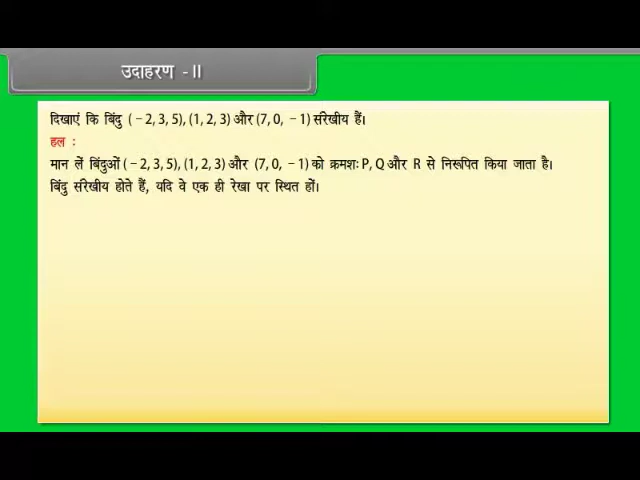 उदाहरण - II
दिखाएं कि बिंदु (−2, 3, 5), (1, 2, 3) और (7, 0, −1) संरेखीय हैं।
हल :
मान लें बिंदुओं (−2, 3, 5), (1, 2, 3) और (7, 0, −1) को क्रमशः P, Q और R से निरूपित किया जाता है।
बिंदु संरेखीय होते हैं, यदि वे एक ही रेखा पर स्थित हों।